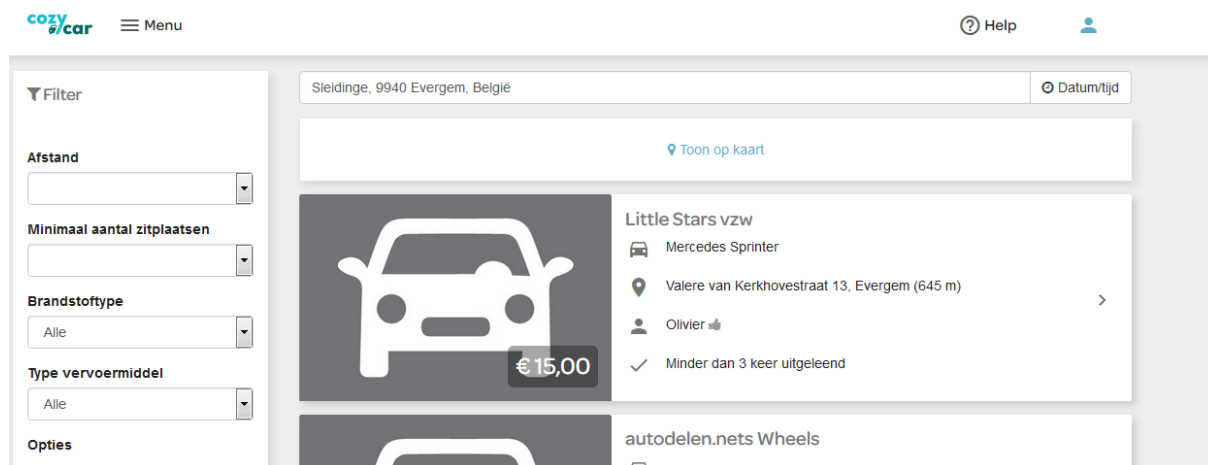 cozy car
Menu
Help
Filter
Afstand
Minimaal aantal zitplaatsen
Brandstoftype
Alle
Type vervoermiddel
Alle
Opties
Sleidinge, 9940 Evergem, België
Datum/tijd
Toon op kaart
€ 15,00
Little Stars vzw
Mercedes Sprinter
Valere van Kerkhovestraat 13, Evergem (645 m)
Olivier
Minder dan 3 keer uitgeleend
autodelen.nets Wheels